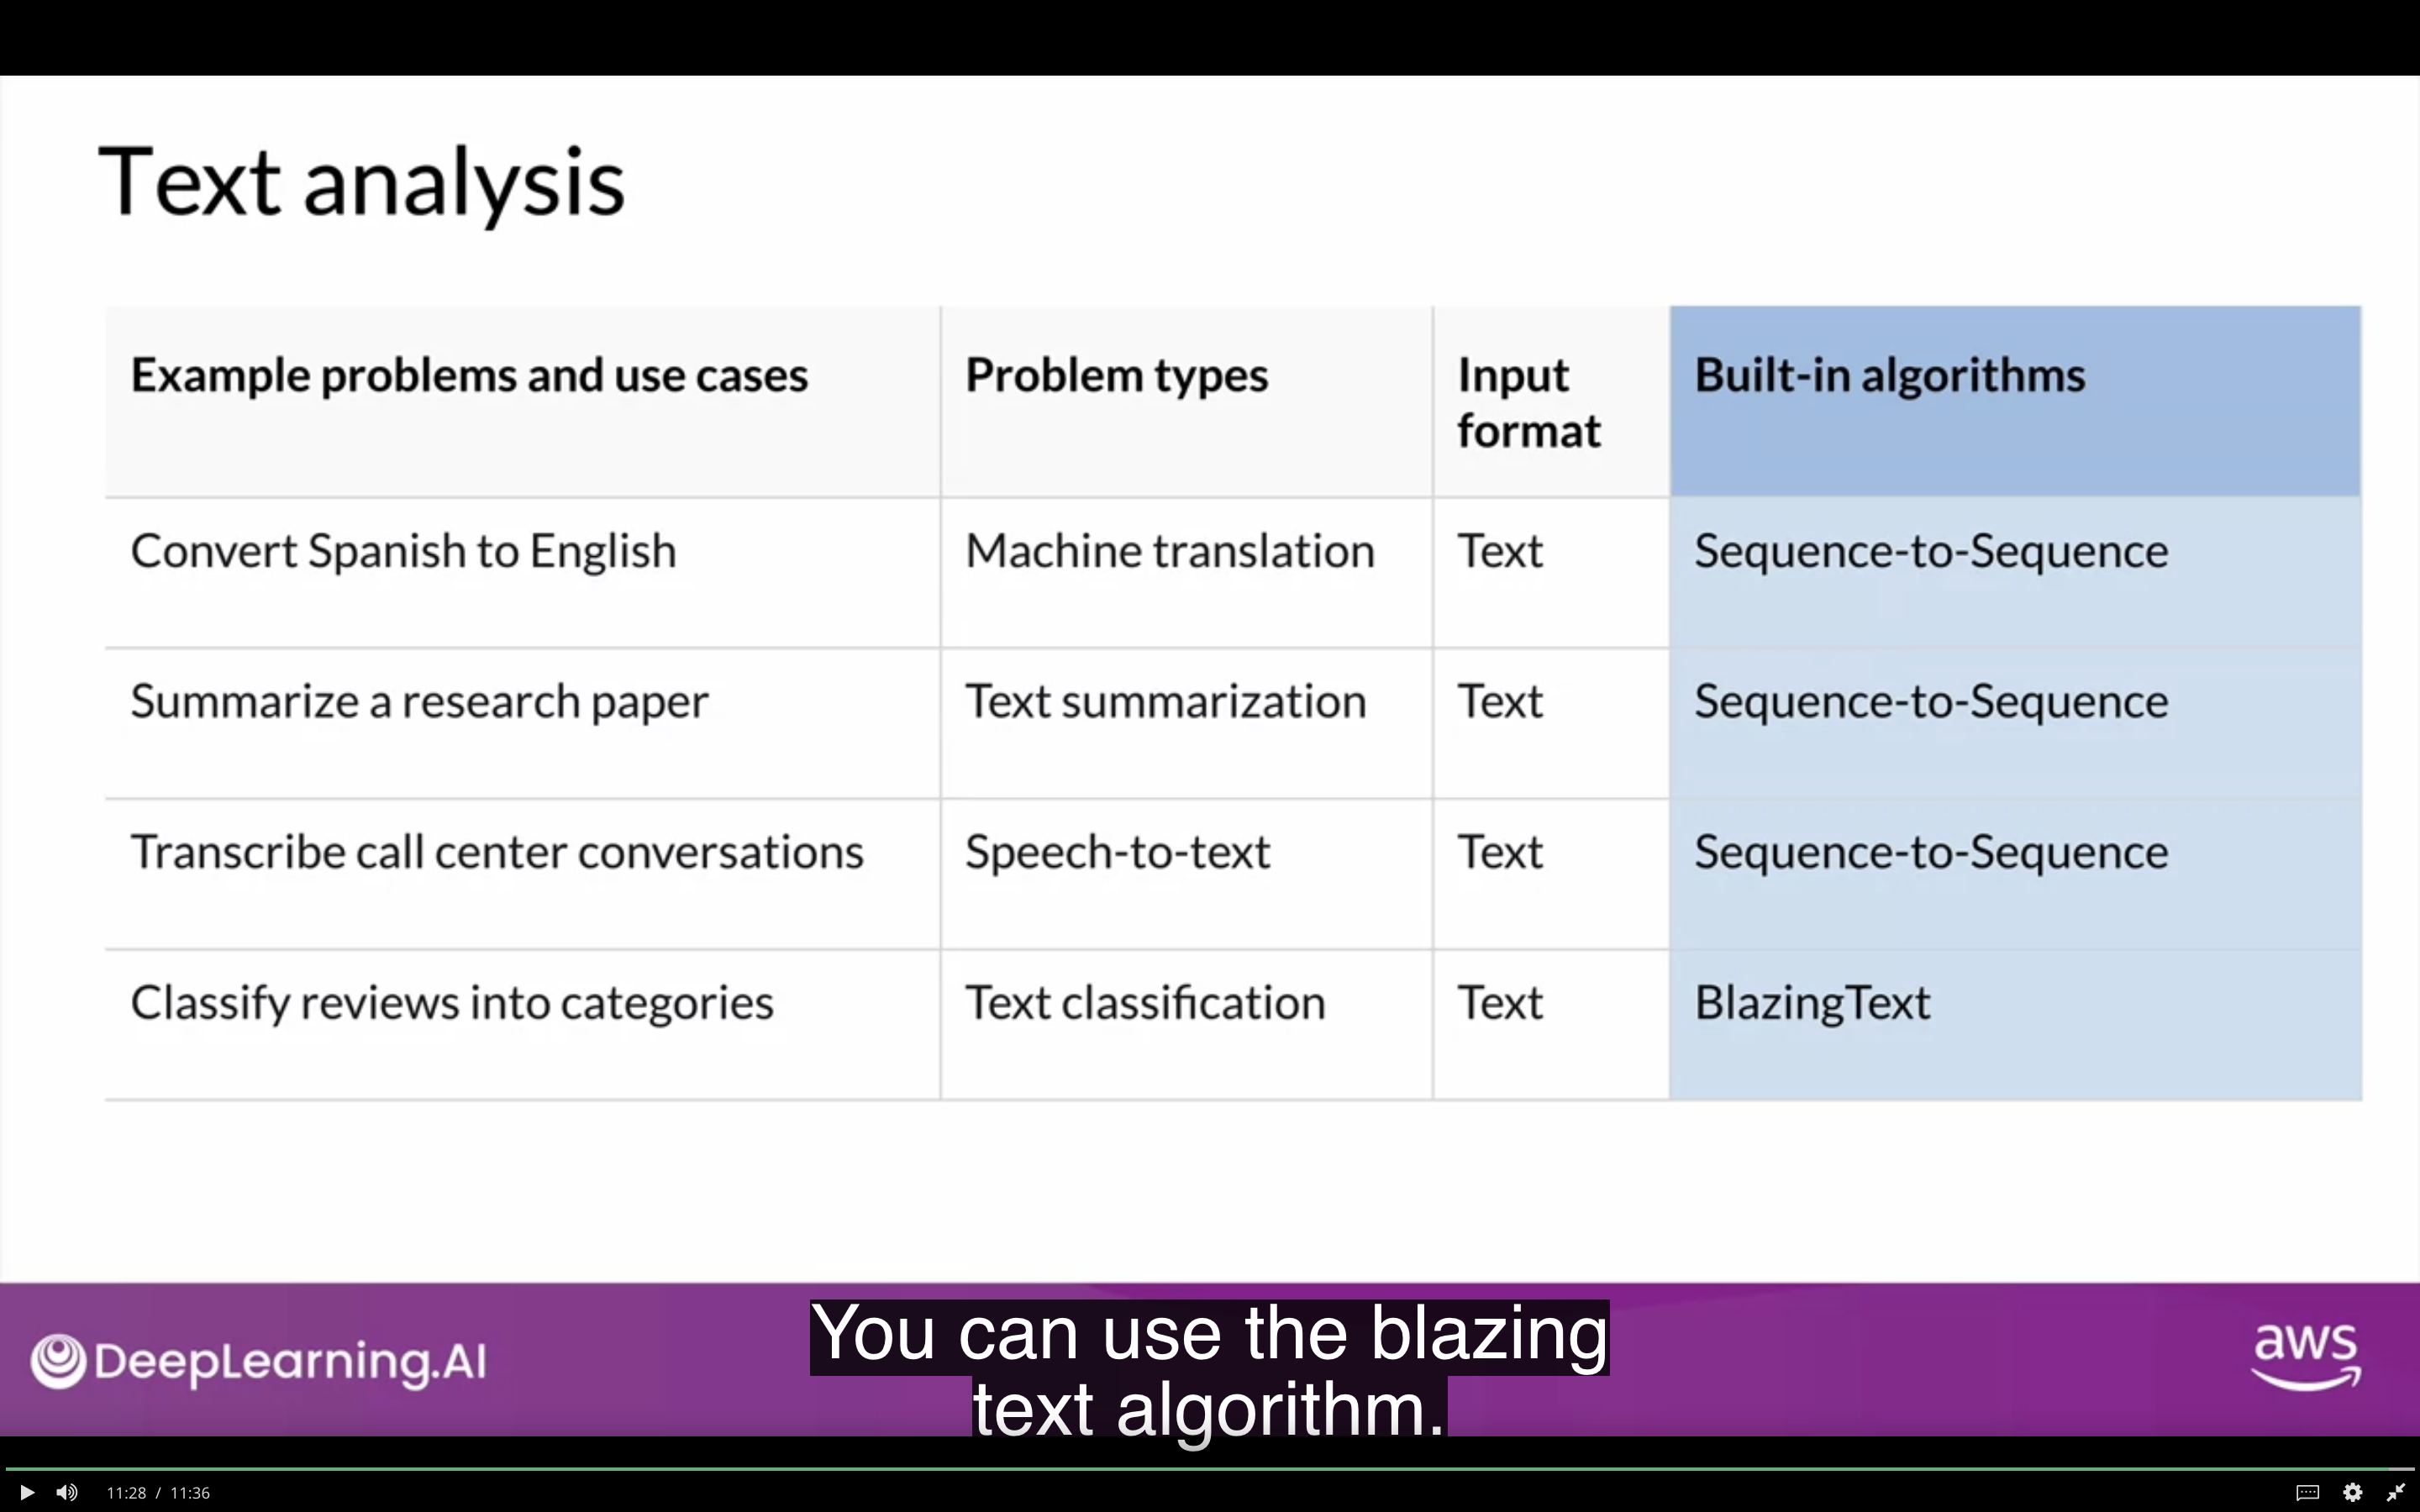 Text analysis
Example problems and use cases
Problem types
Input
format
Built-in algorithms
Convert Spanish to English
Machine translation
Text
Sequence-to-Sequence
Summarize a research paper
Text summarization
Text
Sequence-to-Sequence
Transcribe call center conversations
Speech-to-text
Text
Sequence-to-Sequence
Classify reviews into categories
Text classification
Text
BlazingText
DeepLearning.AI
You can use the blazing
text algorithm.
aws
11:28 / 11:36